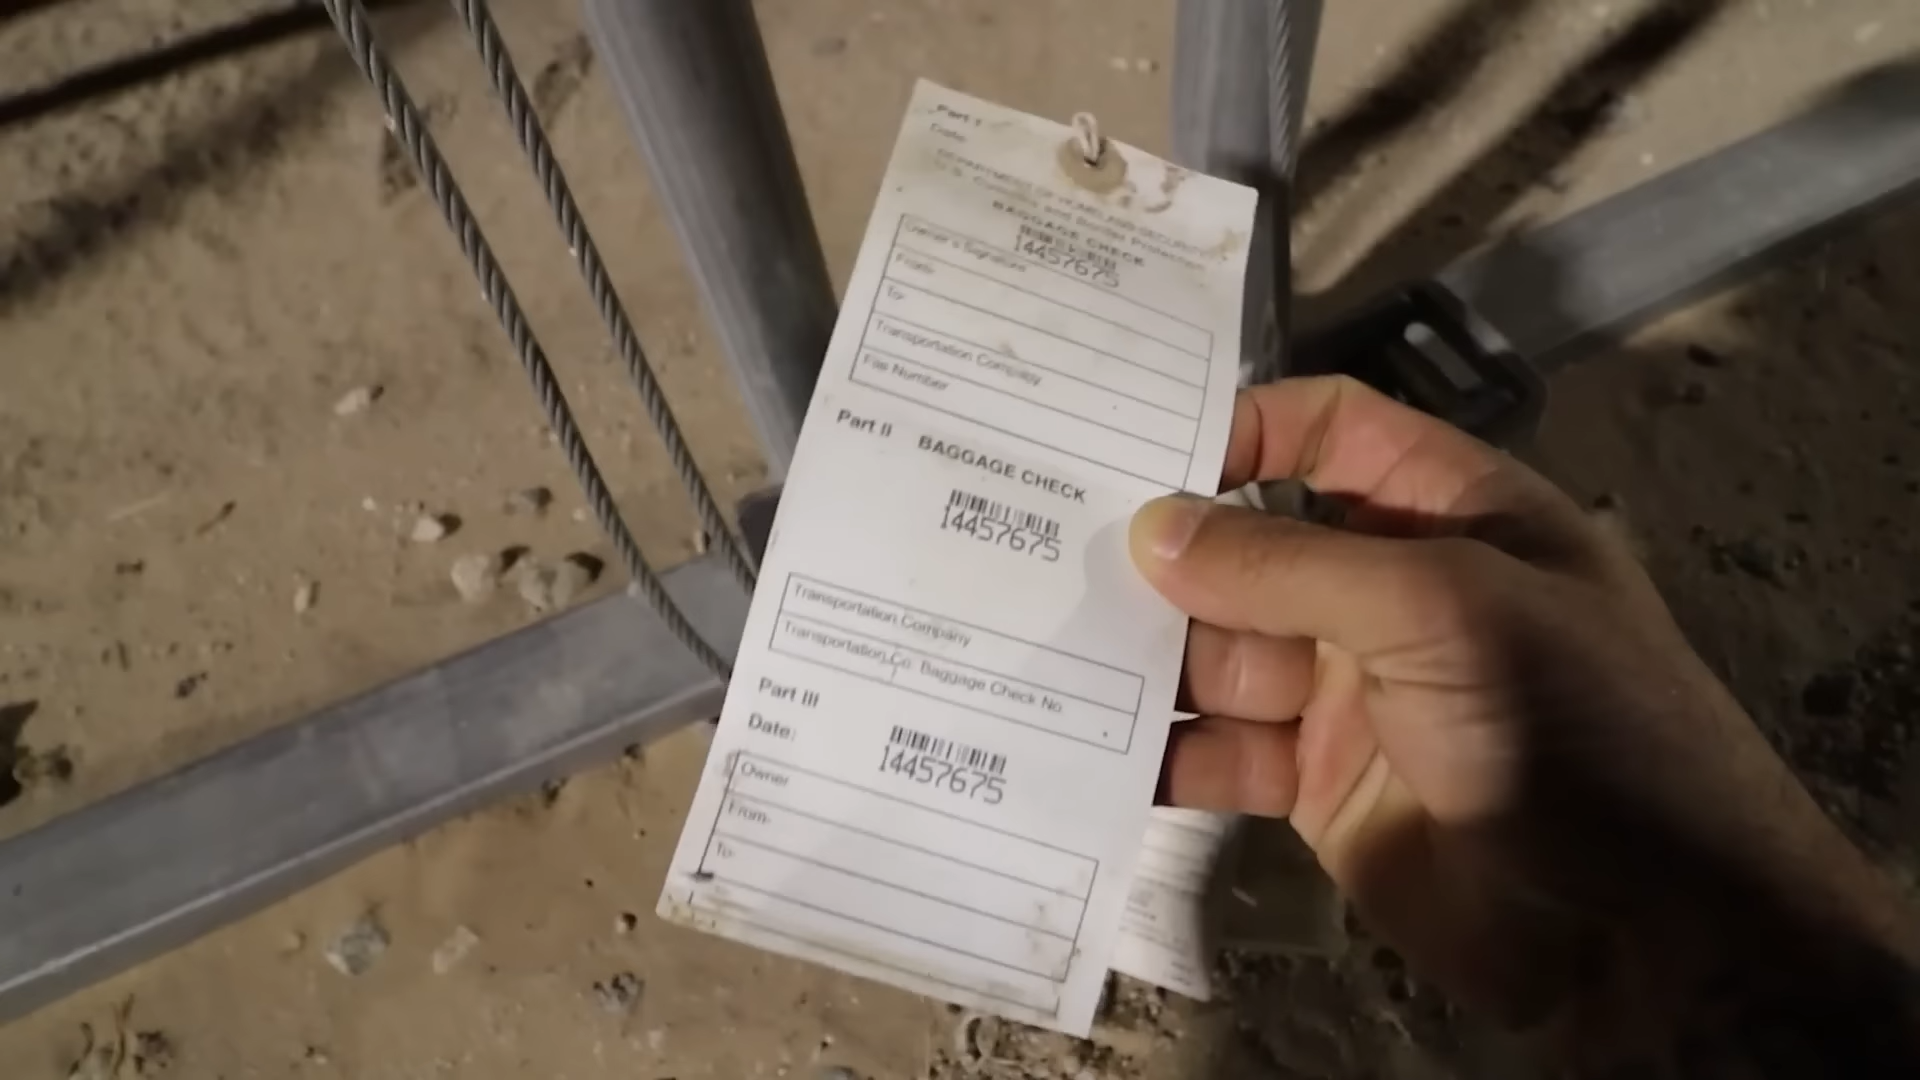 Part I
Date:
DEPARTMENT OF HOMELAND SECURITY
U.S. Customs and Border Protection
BAGGAGE CHECK
14457675
Owner's Signature
From:
To:
Transportation Company
File Number
Part II BAGGAGE CHECK
14457675
Transportation Company
Transportation Co. Baggage Check No.
Part III
Date:
14457675
Owner
From:
To: